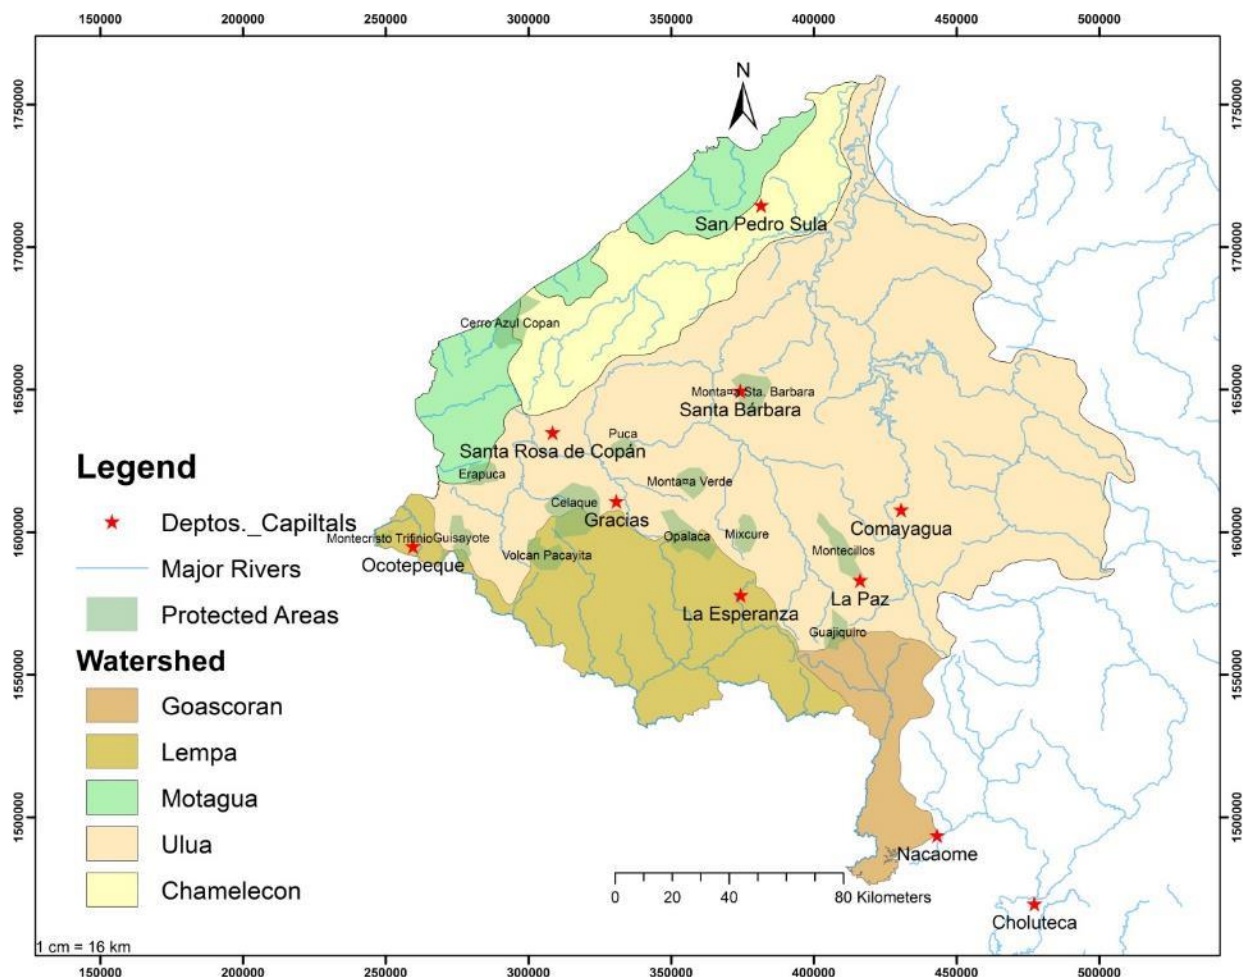 150000 200000 250000 300000 350000 400000 450000 500000
N
1750000 1750000
San Pedro Sula
1700000 1700000
Cerro Azul Copan
1650000 1650000
Monta¤a Sta. Barbara
Santa Bárbara
Puca
Santa Rosa de Copán
Erapuca
Monta¤a Verde
Celaque
Gracias
Comayagua
1600000 1600000
Montecristo Trifinio Guisayote
Opalaca
Mixcure
Ocotepeque
Volcan Pacayita
Montecillos
La Esperanza
La Paz
Guajiquiro
1550000 1550000
1500000 1500000
Nacaome
Choluteca
Legend
Deptos._Capiltals
Major Rivers
Protected Areas
Watershed
Goascoran
Lempa
Motagua
Ulua
Chamelecon
0 20 40 80 Kilometers
1 cm = 16 km
150000 200000 250000 300000 350000 400000 450000 500000